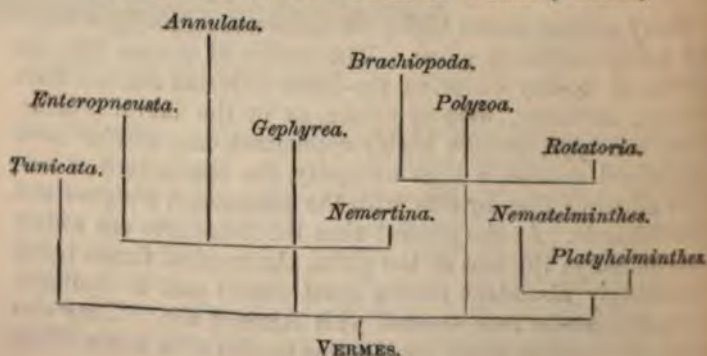 Annulata.
Brachiopoda.
Enteropneusta.
Polyzoa.
Gephyrea.
Rotatoria.
Tunicata.
Nemertina. Nematelminthes.
Platyhelminthes
VERMES.